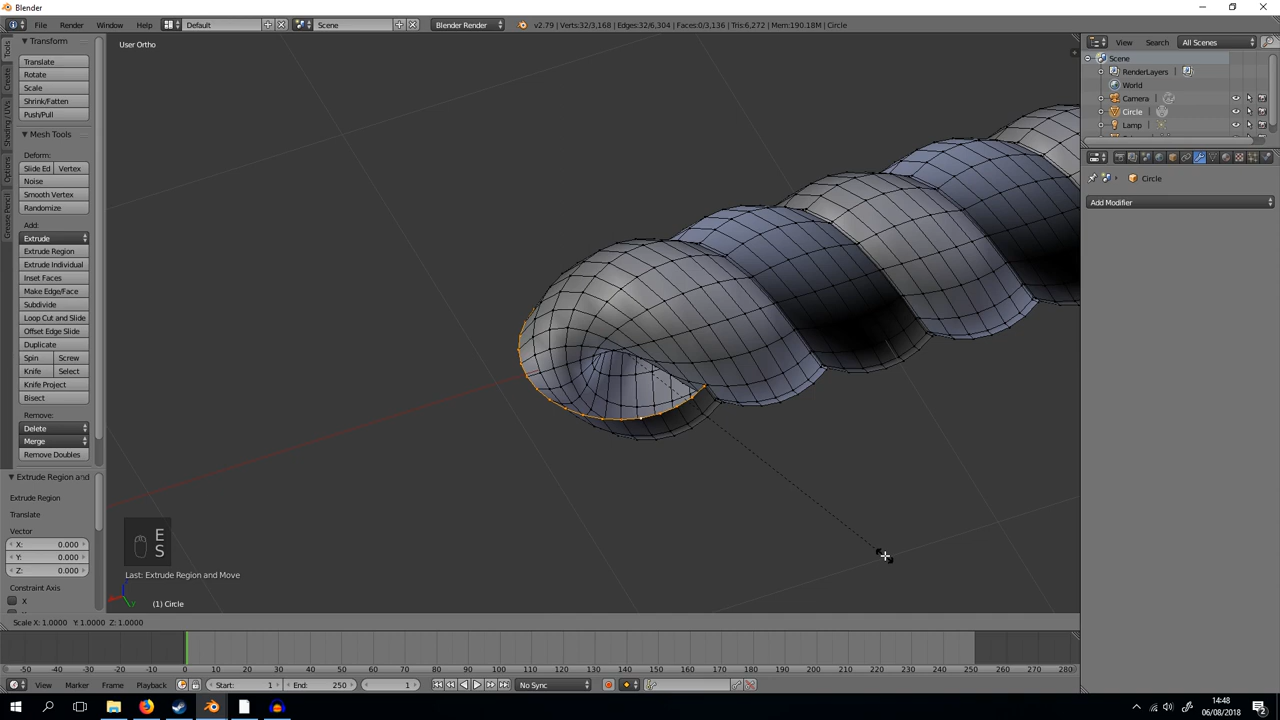 Blender
File Render Window Help Default Scene Blender Render v2.79 | Verts:32/3,168 | Edges:32/6,304 | Faces:0/3,136 | Tris:6,272 | Mem:190.18M | Circle
Transform
Translate
Rotate
Scale
Shrink/Fatten
Push/Pull
Mesh Tools
Deform:
Slide Ed Vertex
Noise
Smooth Vertex
Randomize
Add:
Extrude
Extrude Region
Extrude Individual
Inset Faces
Make Edge/Face
Subdivide
Loop Cut and Slide
Offset Edge Slide
Duplicate
Spin Screw
Knife Select
Knife Project
Bisect
Remove:
Delete
Merge
Remove Doubles
Tools
Create
Shading / UVs
Options
Grease Pencil
Extrude Region and
Extrude Region
Translate
Vector
X: 0.000
Y: 0.000
Z: 0.000
Constraint Axis
X
User Ortho
E
S
Last: Extrude Region and Move
(1) Circle
Scale X: 1.0000 Y: 1.0000 Z: 1.0000
View Search All Scenes
Scene
RenderLayers
World
Camera
Circle
Lamp
Circle
Add Modifier
-50 -40 -30 -20 -10 0 10 20 30 40 50 60 70 80 90 100 110 120 130 140 150 160 170 180 190 200 210 220 230 240 250 260 270 280
View Marker Frame Playback Start: 1 End: 250 1 No Sync
14:48
06/08/2018
2